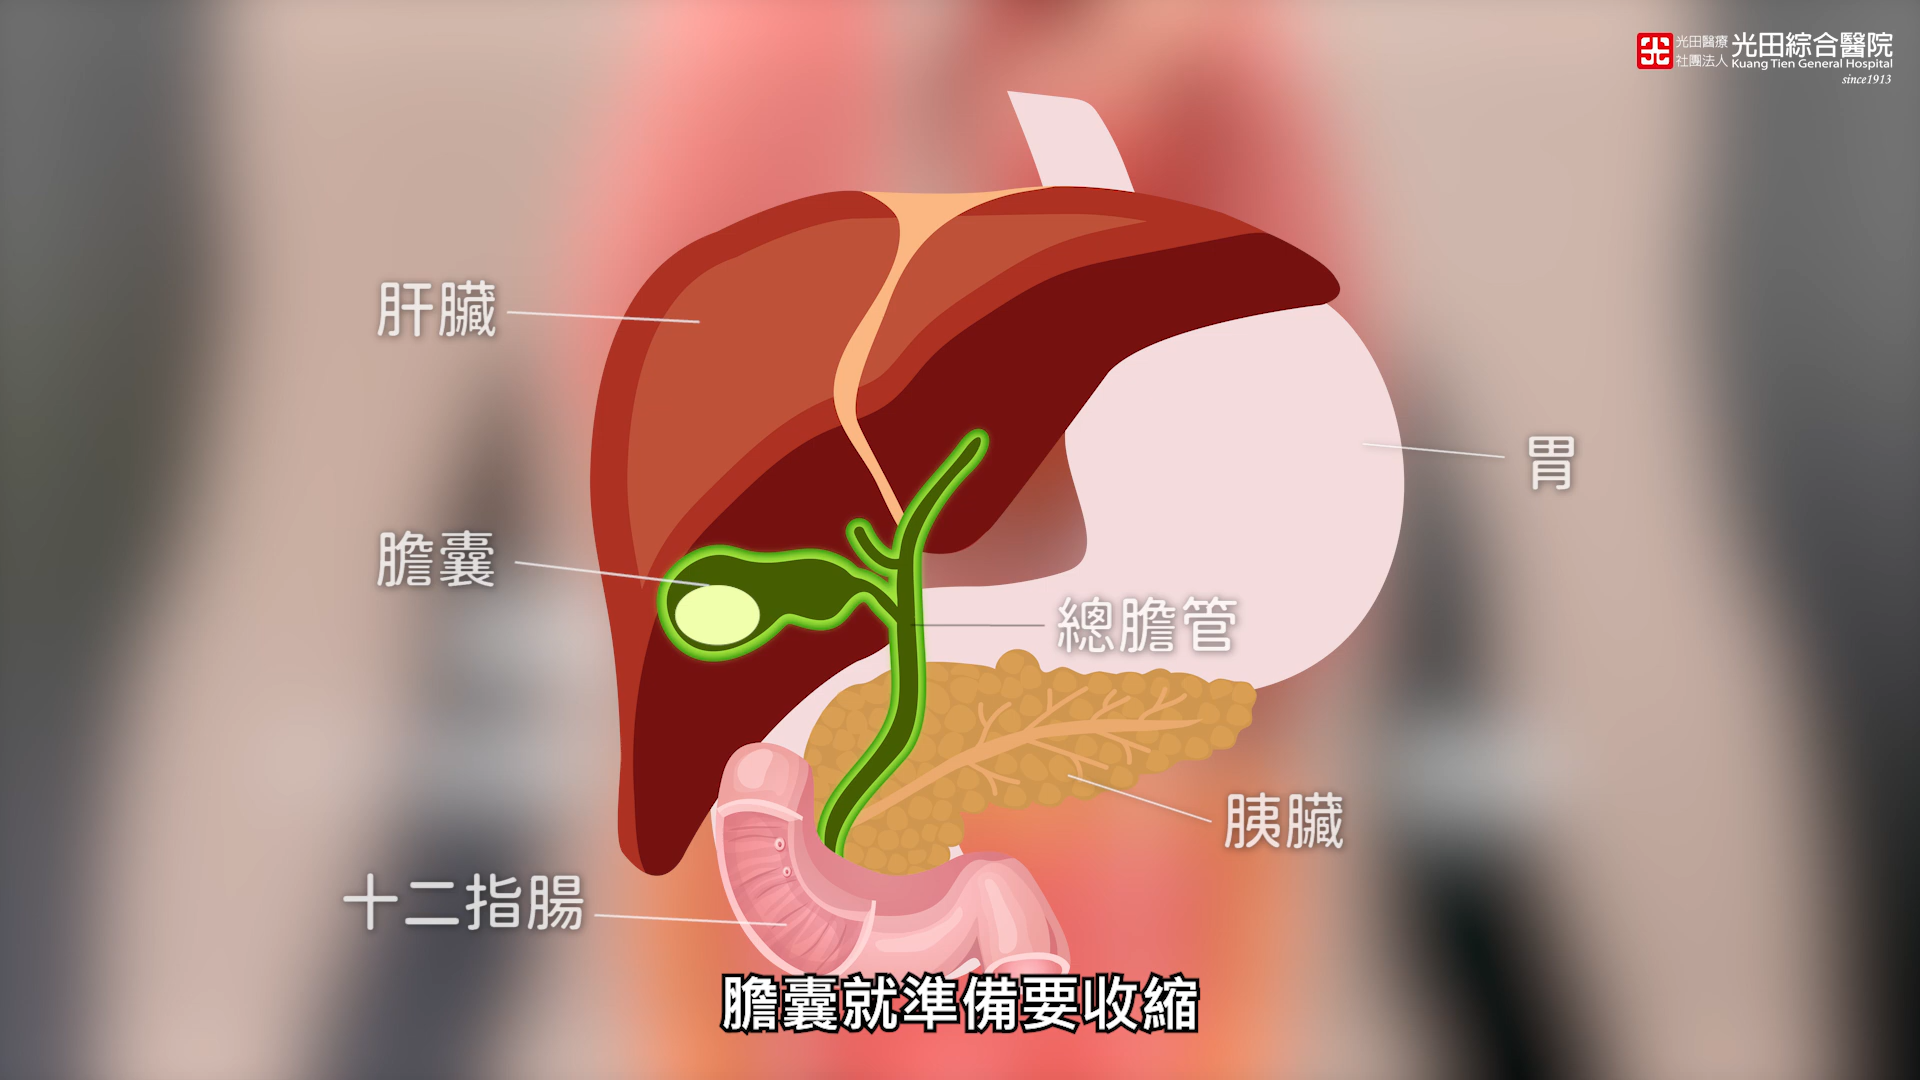 光田醫療
社團法人
光田綜合醫院
Kuang Tien General Hospital
since1913
肝臟
胃
膽囊
總膽管
胰臟
十二指腸
膽囊就準備要收縮